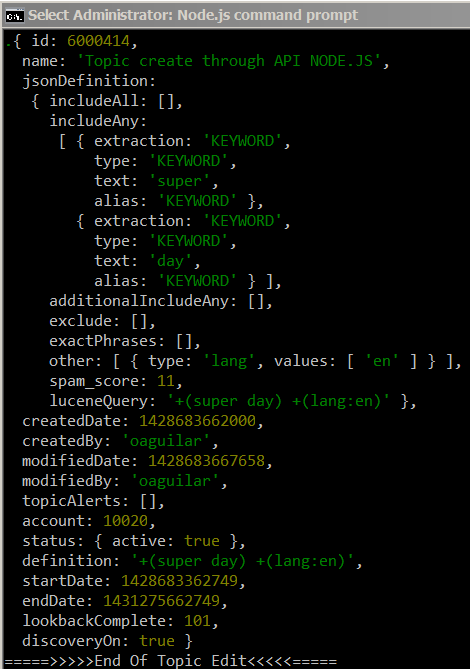 Select Administrator: Node.js command prompt
.{ id: 6000414,
name: 'Topic create through API NODE.JS',
jsonDefinition:
{ includeAll: [],
includeAny:
[ { extraction: 'KEYWORD',
type: 'KEYWORD',
text: 'super',
alias: 'KEYWORD' },
{ extraction: 'KEYWORD',
type: 'KEYWORD',
text: 'day',
alias: 'KEYWORD' } ],
additionalIncludeAny: [],
exclude: [],
exactPhrases: [],
other: [ { type: 'lang', values: [ 'en' ] } ],
spam_score: 11,
luceneQuery: '+(super day) +(lang:en)' },
createdDate: 1428683662000,
createdBy: 'oaguilar',
modifiedDate: 1428683667658,
modifiedBy: 'oaguilar',
topicAlerts: [],
account: 10020,
status: { active: true },
definition: '+(super day) +(lang:en)',
startDate: 1428683362749,
endDate: 1431275662749,
lookbackComplete: 101,
discoveryOn: true }
=====>>>>>End Of Topic Edit<<<<<=====